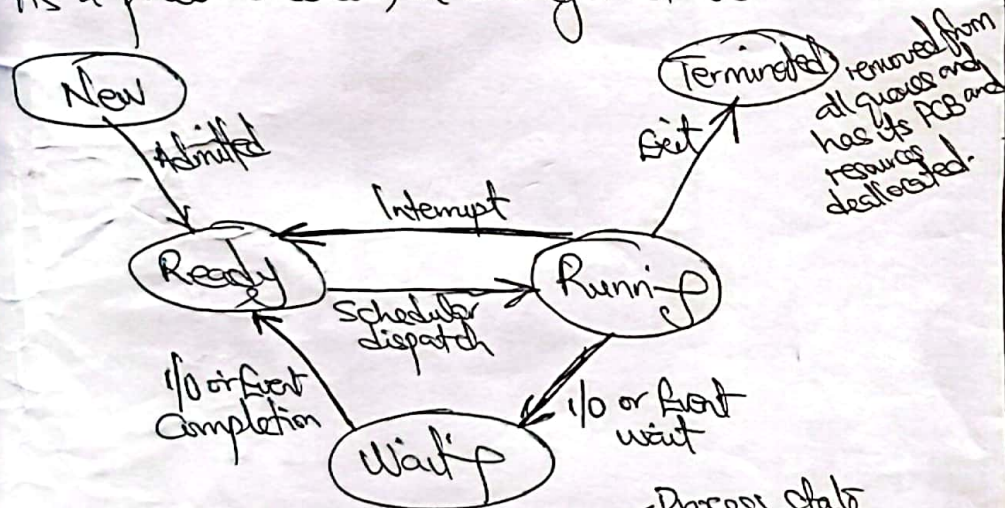 New
Terminated
removed from
all queues and
has its PCB and
resources
deallocated.
Admitted
Exit
Interrupt
Ready
Running
Schedular
dispatch
I/O or Event
Completion
I/O or Event
wait
Waiting
Process state